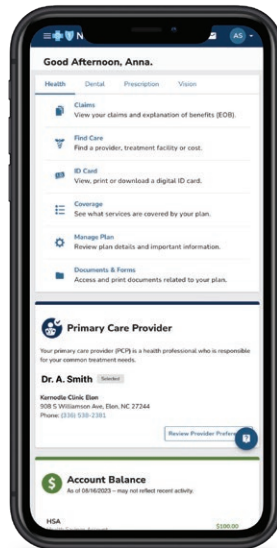 N
AS
Good Afternoon, Anna.
Health Dental Prescription Vision
Claims
View your claims and explanation of benefits (EOB).
Find Care
Find a provider, treatment facility or cost.
ID Card
View, print or download a digital ID card.
Coverage
See what services are covered by your plan.
Manage Plan
Review plan details and important information.
Documents & Forms
Access and print documents related to your plan.
Primary Care Provider
Your primary care provider (PCP) is a health professional who is responsible
for your common treatment needs.
Dr. A. Smith Selected
Kernodle Clinic Elon
908 S Williamson Ave, Elon, NC 27244
Phone: (336) 538-2381
Review Provider
Account Balance
As of 08/16/2023 – may not reflect recent activity.
HSA
$100.00